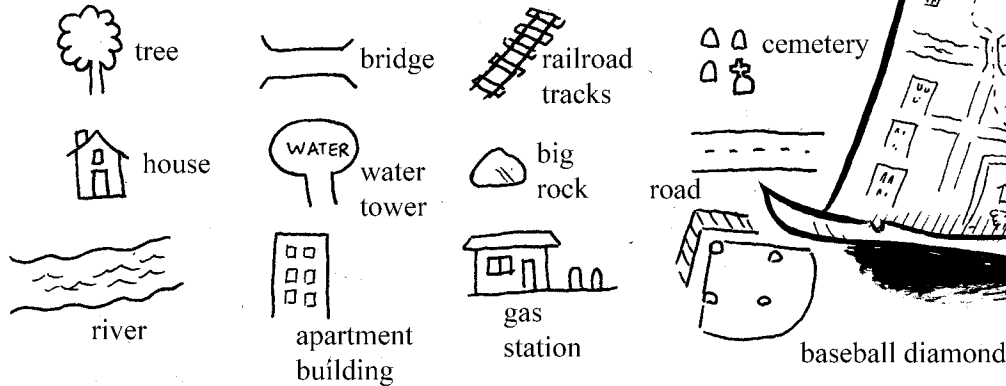 tree
bridge
railroad
tracks
cemetery
house
WATER
water
tower
big
rock
road
river
apartment
building
gas
station
baseball diamond